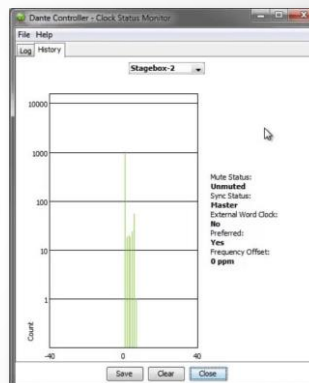 Dante Controller - Clock Status Monitor
File Help
Log History
Stagebox-2
10000
1000
100
10
1
Count
-40 0 40
Mute Status:
Unmuted
Sync Status:
Master
External Word Clock:
No
Preferred:
Yes
Frequency Offset:
0 ppm
Save Clear Close